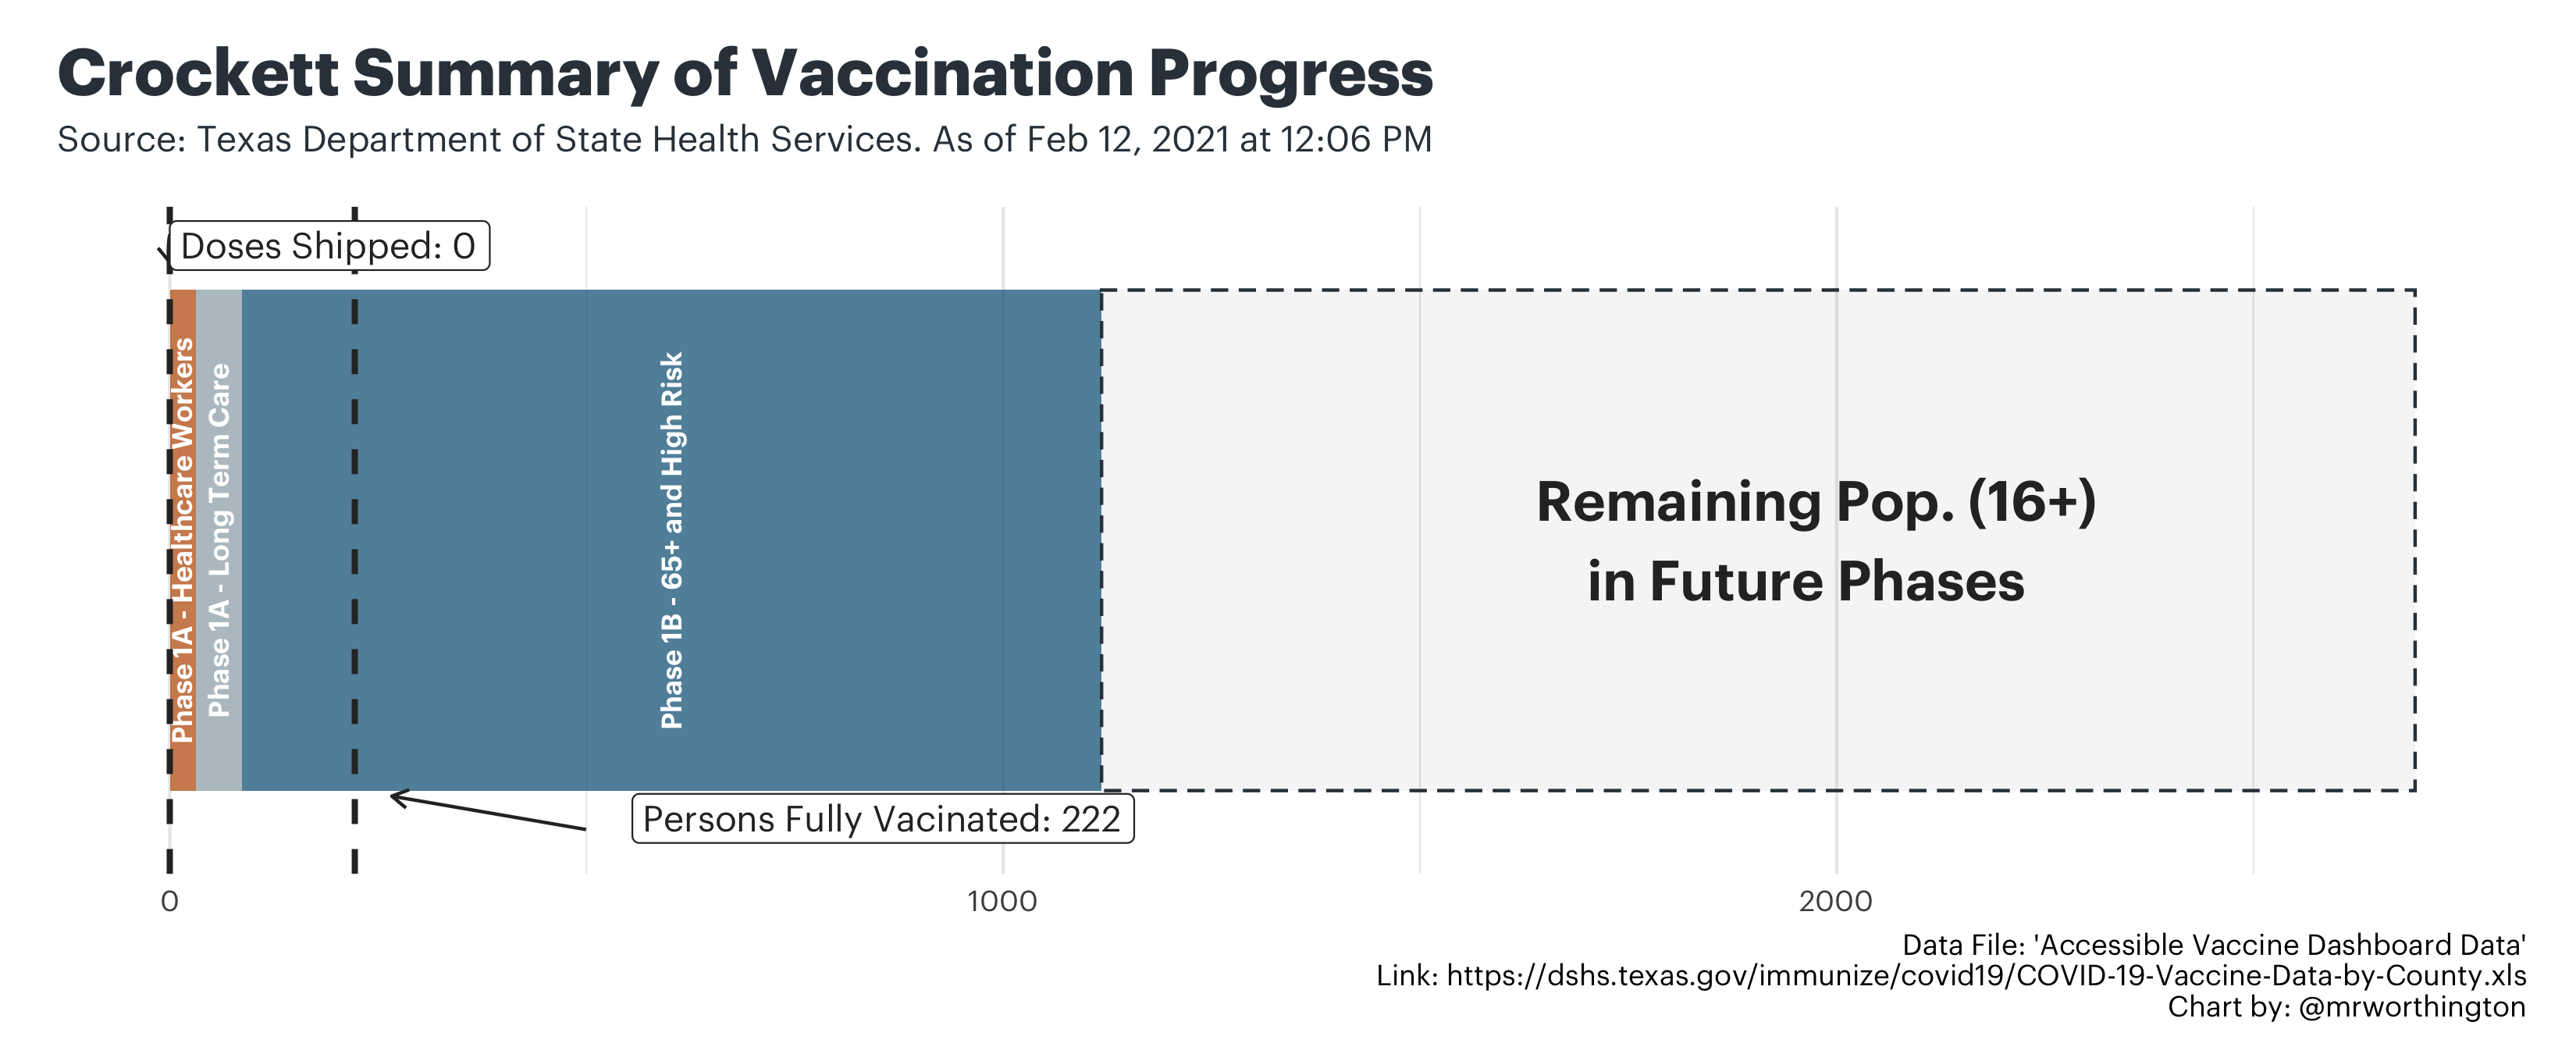 Crockett Summary of Vaccination Progress
Source: Texas Department of State Health Services. As of Feb 12, 2021 at 12:06 PM
Doses Shipped: 0
Phase 1A - Healthcare Workers
Phase 1A - Long Term Care
Phase 1B - 65+ and High Risk
Remaining Pop. (16+)
in Future Phases
Persons Fully Vacinated: 222
0
1000
2000
Data File: 'Accessible Vaccine Dashboard Data'
Link: https://dshs.texas.gov/immunize/covid19/COVID-19-Vaccine-Data-by-County.xls
Chart by: @mrworthington